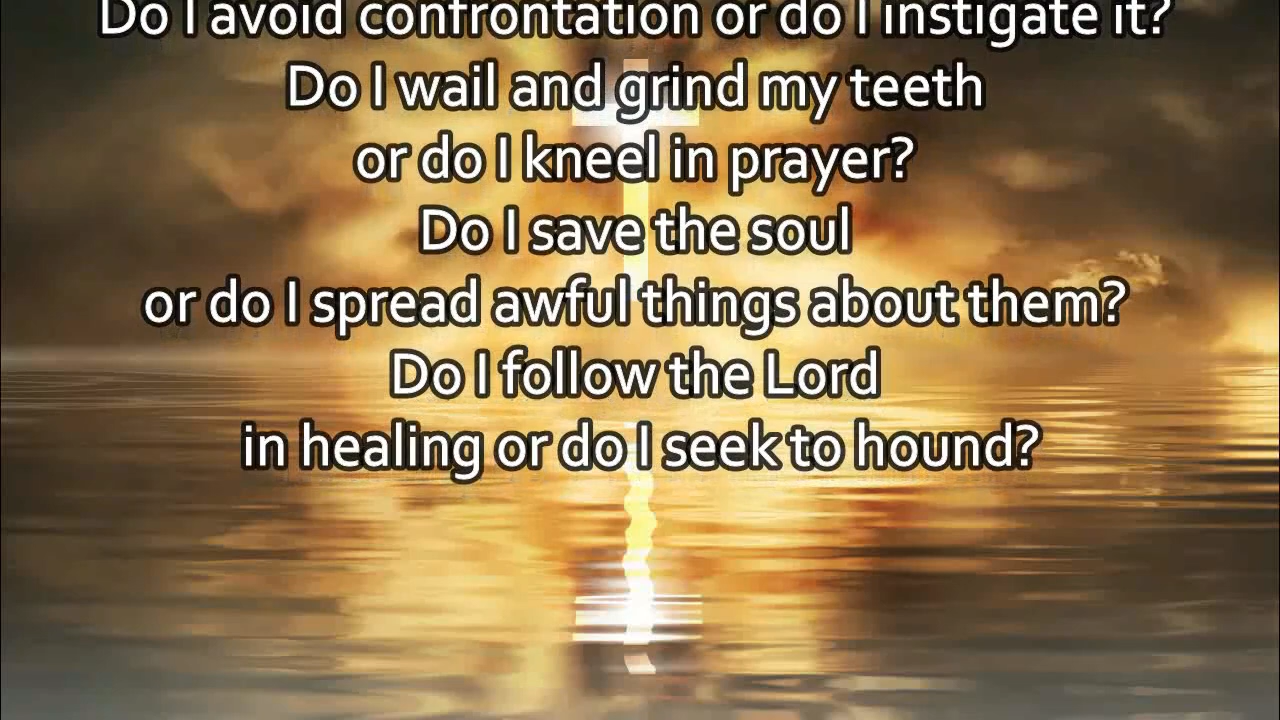 Do I avoid confrontation or do I instigate it?
Do I wail and grind my teeth
or do I kneel in prayer?
Do I save the soul
or do I spread awful things about them?
Do I follow the Lord
in healing or do I seek to hound?